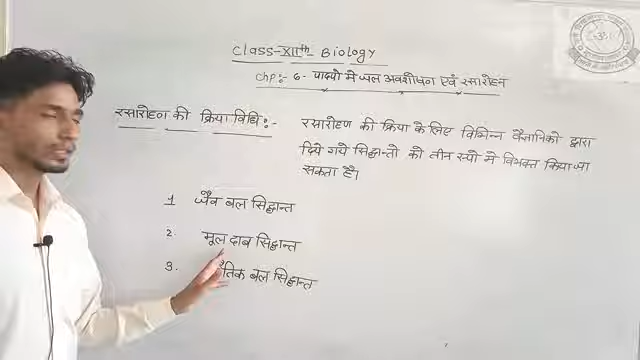 Class-XIIth Biology
Chp:- 6- पादपो मे जल अवशोषण एवं रसारोहन
रसारोहण की क्रिया विधि:-
रसारोहण की क्रिया के लिए विभिन्न वैज्ञानिको द्वारा
दिये गये सिद्धान्तो को तीन रुपो मे विभक्त किया जा
सकता है।
1 जैव बल सिद्धान्त
2. मूल दाब सिद्धान्त
3. तिक बल सिद्धान्त